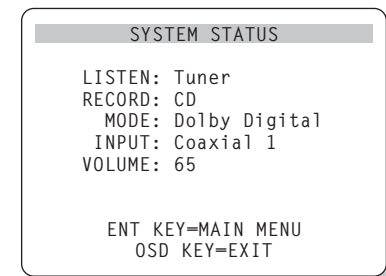 SYSTEM STATUS
LISTEN: Tuner
RECORD: CD
MODE: Dolby Digital
INPUT: Coaxial 1
VOLUME: 65
ENT KEY=MAIN MENU
OSD KEY=EXIT